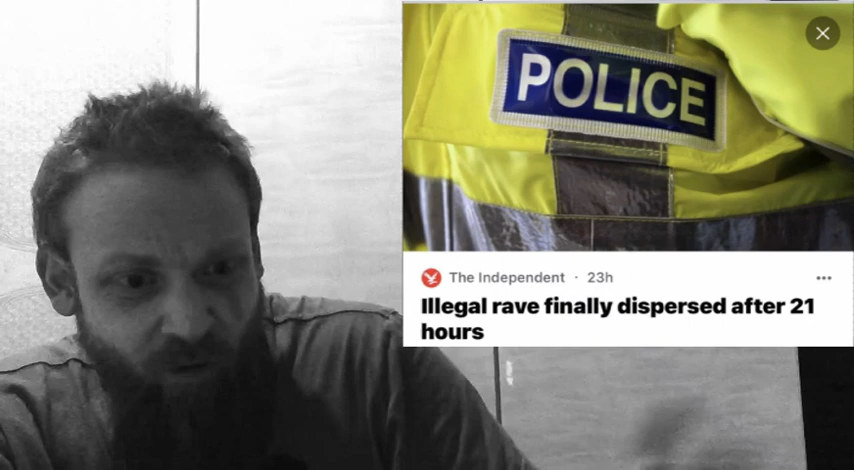 POLICE
The Independent · 23h
Illegal rave finally dispersed after 21
hours